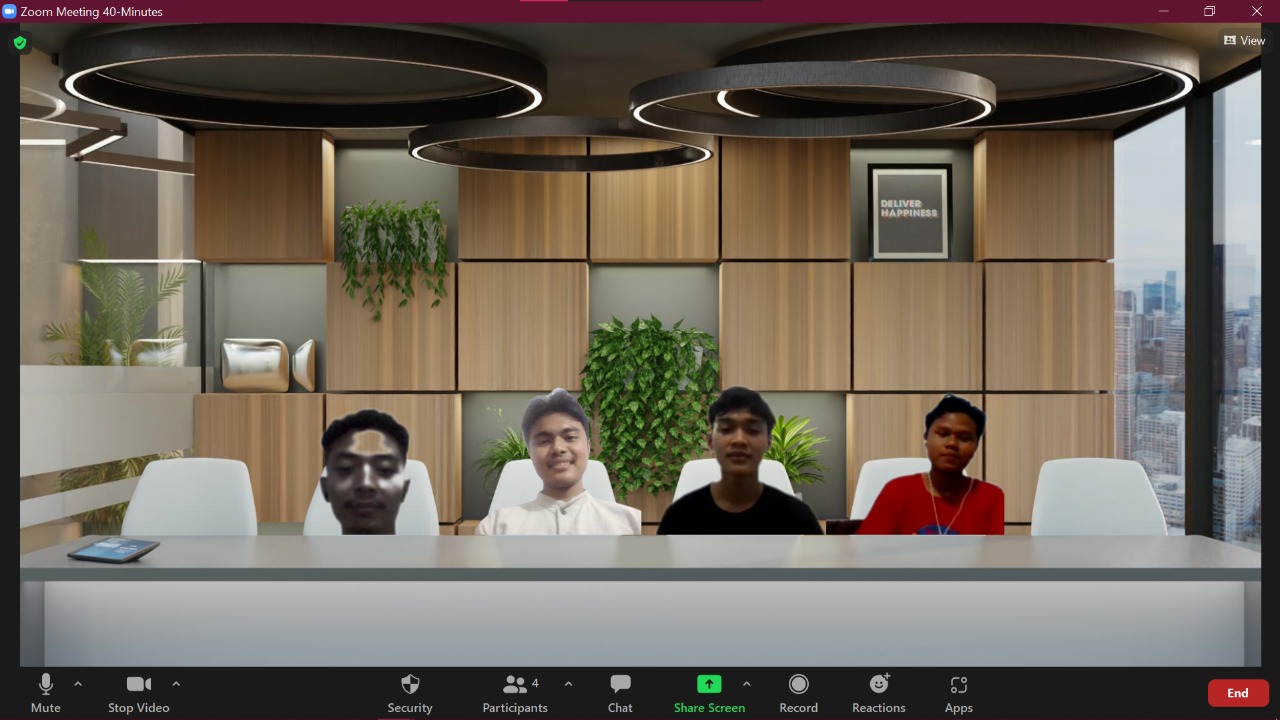 Zoom Meeting 40-Minutes
View
DELIVER
HAPPINESS
Mute
Stop Video
Security
Participants
4
Chat
Share Screen
Record
Reactions
Apps
End